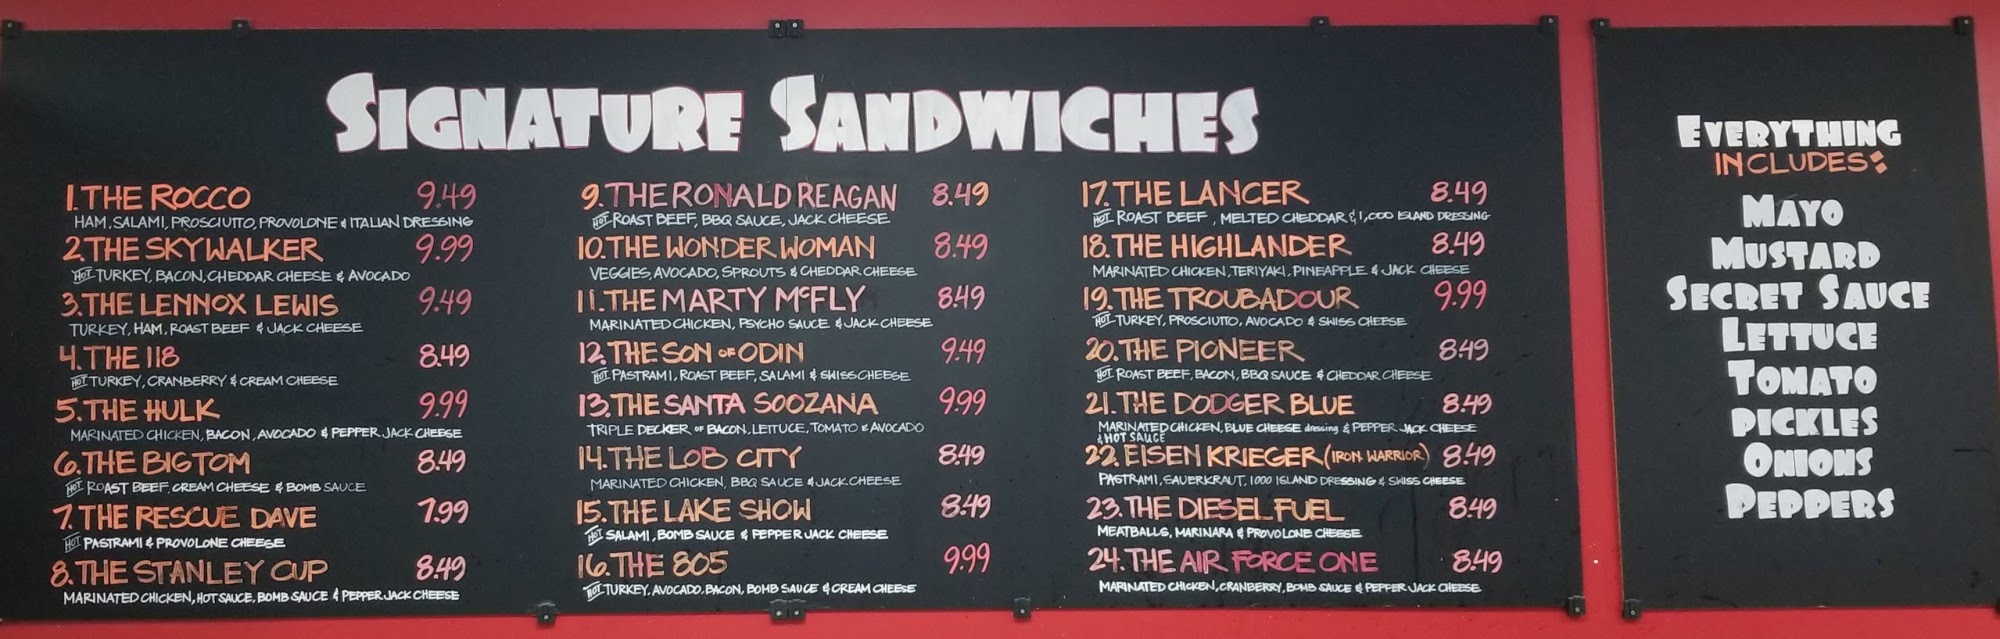 SIGNATURE SANDWICHES
1. THE ROCCO 9.49
HAM, SALAMI, PROSCIUTTO, PROVOLONE & ITALIAN DRESSING
2. THE SKYWALKER 9.99
HOT TURKEY, BACON, CHEDDAR CHEESE & AVOCADO
3. THE LENNOX LEWIS 9.49
TURKEY, HAM, ROAST BEEF & JACK CHEESE
4. THE 118 8.49
HOT TURKEY, CRANBERRY & CREAM CHEESE
5. THE HULK 9.99
MARINATED CHICKEN, BACON, AVOCADO & PEPPER JACK CHEESE
6. THE BIG TOM 8.49
HOT ROAST BEEF, CREAM CHEESE & BOMB SAUCE
7. THE RESCUE DAVE 7.99
HOT PASTRAMI & PROVOLONE CHEESE
8. THE STANLEY CUP 8.49
MARINATED CHICKEN, HOT SAUCE, BOMB SAUCE & PEPPER JACK CHEESE
9. THE RONALD REAGAN 8.49
HOT ROAST BEEF, BBQ SAUCE, JACK CHEESE
10. THE WONDER WOMAN 8.49
VEGGIES, AVOCADO, SPROUTS & CHEDDAR CHEESE
11. THE MARTY McFLY 8.49
MARINATED CHICKEN, PSYCHO SAUCE & JACK CHEESE
12. THE SON OF ODIN 9.49
HOT PASTRAMI, ROAST BEEF, SALAMI & SWISS CHEESE
13. THE SANTA SOOZANA 9.99
TRIPLE DECKER OF BACON, LETTUCE, TOMATO & AVOCADO
14. THE LOB CITY 8.49
MARINATED CHICKEN, BBQ SAUCE & JACK CHEESE
15. THE LAKE SHOW 8.49
HOT SALAMI, BOMB SAUCE & PEPPER JACK CHEESE
16. THE 805 9.99
HOT TURKEY, AVOCADO, BACON, BOMB SAUCE & CREAM CHEESE
17. THE LANCER 8.49
HOT ROAST BEEF, MELTED CHEDDAR & 1,000 ISLAND DRESSING
18. THE HIGHLANDER 8.49
MARINATED CHICKEN, TERIYAKI, PINEAPPLE & JACK CHEESE
19. THE TROUBADOUR 9.99
HOT TURKEY, PROSCIUTTO, AVOCADO & SWISS CHEESE
20. THE PIONEER 8.49
HOT ROAST BEEF, BACON, BBQ SAUCE & CHEDDAR CHEESE
21. THE DODGER BLUE 8.49
MARINATED CHICKEN, BLUE CHEESE dressing & PEPPER JACK CHEESE
& HOT SAUCE
22. EISEN KRIEGER (IRON WARRIOR) 8.49
PASTRAMI, SAUERKRAUT, 1000 ISLAND DRESSING & SWISS CHEESE
23. THE DIESEL FUEL 8.49
MEATBALLS, MARINARA & PROVOLONE CHEESE
24. THE AIR FORCE ONE 8.49
MARINATED CHICKEN, CRANBERRY, BOMB SAUCE & PEPPER JACK CHEESE
EVERYTHING
INCLUDES:
MAYO
MUSTARD
SECRET SAUCE
LETTUCE
TOMATO
PICKLES
ONIONS
PEPPERS